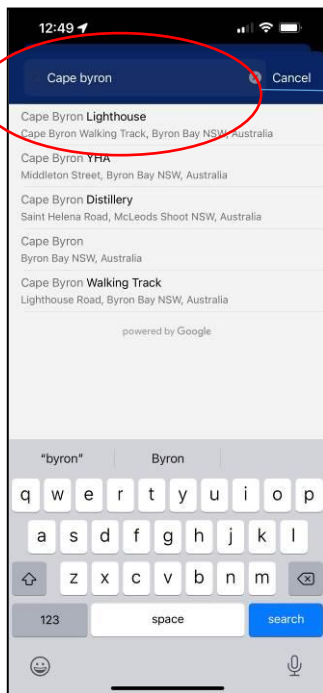 12:49
Cape byron Cancel
Cape Byron Lighthouse
Cape Byron Walking Track, Byron Bay NSW, Australia
Cape Byron YHA
Middleton Street, Byron Bay NSW, Australia
Cape Byron Distillery
Saint Helena Road, McLeods Shoot NSW, Australia
Cape Byron
Byron Bay NSW, Australia
Cape Byron Walking Track
Lighthouse Road, Byron Bay NSW, Australia
powered by Google
“byron” Byron
q w e r t y u i o p
a s d f g h j k l
z x c v b n m
123 space search